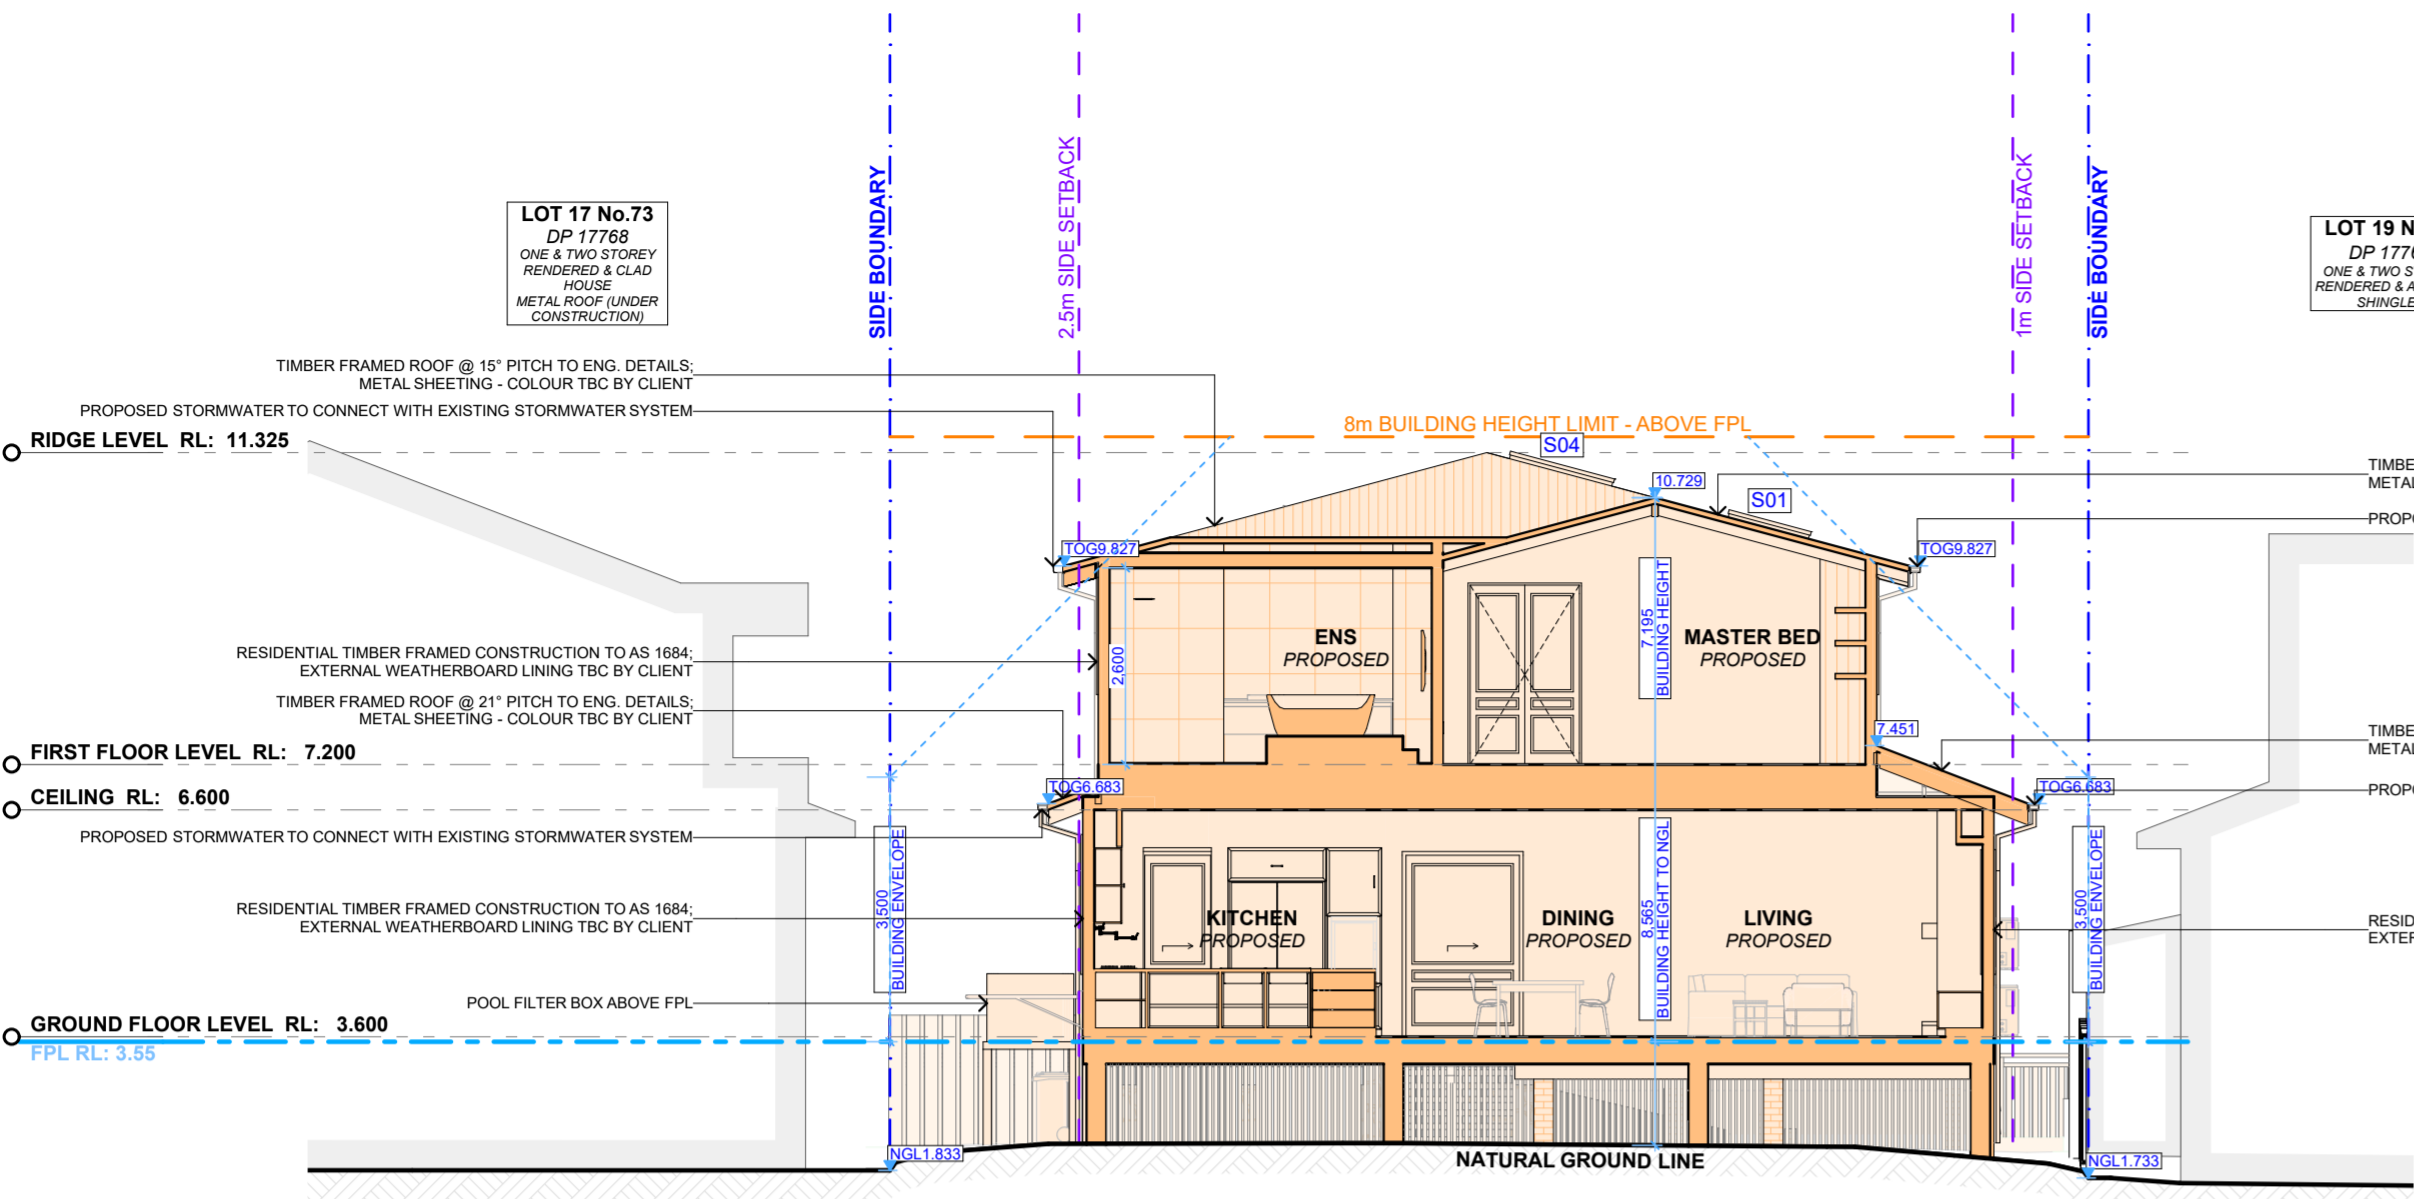 SIDE BOUNDARY
2.5m SIDE SETBACK
1m SIDE SETBACK
SIDE BOUNDARY
LOT 17 No.73
DP 17768
ONE & TWO STOREY
RENDERED & CLAD
HOUSE
METAL ROOF (UNDER
CONSTRUCTION)
LOT 19 N
DP 1776
ONE & TWO S
RENDERED & A
SHINGLE
TIMBER FRAMED ROOF @ 15° PITCH TO ENG. DETAILS;
METAL SHEETING - COLOUR TBC BY CLIENT
PROPOSED STORMWATER TO CONNECT WITH EXISTING STORMWATER SYSTEM
8m BUILDING HEIGHT LIMIT - ABOVE FPL
RIDGE LEVEL RL: 11.325
S04
TIMBE
METAL
10.729
S01
PROPO
TOG9.827
TOG9.827
7,195
BUILDING HEIGHT
2,600
ENS
PROPOSED
MASTER BED
PROPOSED
RESIDENTIAL TIMBER FRAMED CONSTRUCTION TO AS 1684;
EXTERNAL WEATHERBOARD LINING TBC BY CLIENT
TIMBER FRAMED ROOF @ 21° PITCH TO ENG. DETAILS;
METAL SHEETING - COLOUR TBC BY CLIENT
7.451
TIMBE
METAL
FIRST FLOOR LEVEL RL: 7.200
TOG6.683
TOG6.683
PROPO
CEILING RL: 6.600
PROPOSED STORMWATER TO CONNECT WITH EXISTING STORMWATER SYSTEM
3,500
BUILDING ENVELOPE
8,565
BUILDING HEIGHT TO NGL
3,500
BUILDING ENVELOPE
RESIDENTIAL TIMBER FRAMED CONSTRUCTION TO AS 1684;
EXTERNAL WEATHERBOARD LINING TBC BY CLIENT
KITCHEN
PROPOSED
DINING
PROPOSED
LIVING
PROPOSED
RESID
EXTER
POOL FILTER BOX ABOVE FPL
GROUND FLOOR LEVEL RL: 3.600
FPL RL: 3.55
NGL1.833
NATURAL GROUND LINE
NGL1.733